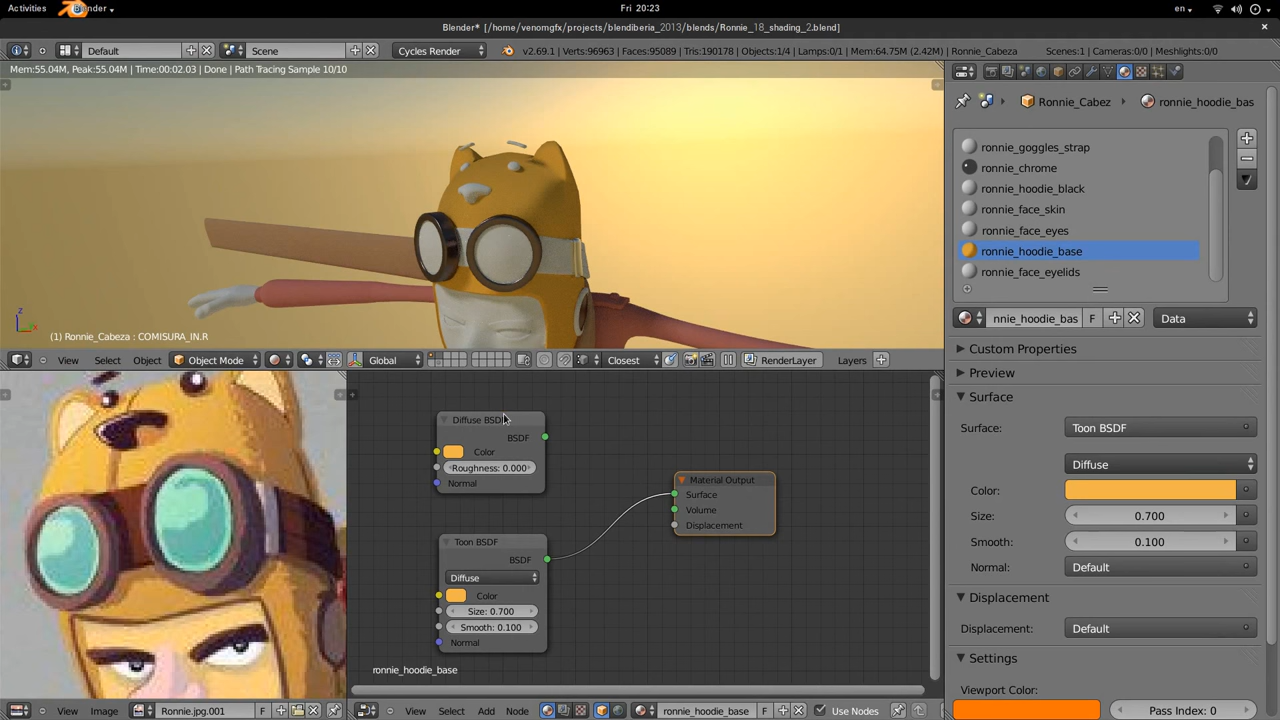 Activities Blender Fri 20:23 en
Blender* [/home/venomgfx/projects/blendiberia_2013/blends/Ronnie_18_shading_2.blend]
Default Scene Cycles Render v2.69.1 | Verts:96963 | Faces:95089 | Tris:190178 | Objects:1/4 | Lamps:0/1 | Mem:64.75M (2.42M) | Ronnie_Cabeza Scenes:1 | Cameras:0/0 | Meshlights:0/0
Mem:55.04M, Peak:55.04M | Time:00:02.03 | Done | Path Tracing Sample 10/10
Ronnie_Cabez ronnie_hoodie_bas
ronnie_goggles_strap
ronnie_chrome
ronnie_hoodie_black
ronnie_face_skin
ronnie_face_eyes
ronnie_hoodie_base
ronnie_face_eyelids
nnie_hoodie_bas F Data
z
x
(1) Ronnie_Cabeza : COMISURA_IN.R
View Select Object Object Mode Global Closest RenderLayer Layers
Custom Properties
Preview
Surface
Surface: Toon BSDF
Diffuse
Color:
Size: 0.700
Smooth: 0.100
Normal: Default
Displacement
Displacement: Default
Settings
Viewport Color:
Pass Index: 0
Diffuse BSDF
BSDF
Color
Roughness: 0.000
Normal
Material Output
Surface
Volume
Displacement
Toon BSDF
BSDF
Diffuse
Color
Size: 0.700
Smooth: 0.100
Normal
ronnie_hoodie_base
View Image Ronnie.jpg.001 F
View Select Add Node ronnie_hoodie_base F Use Nodes